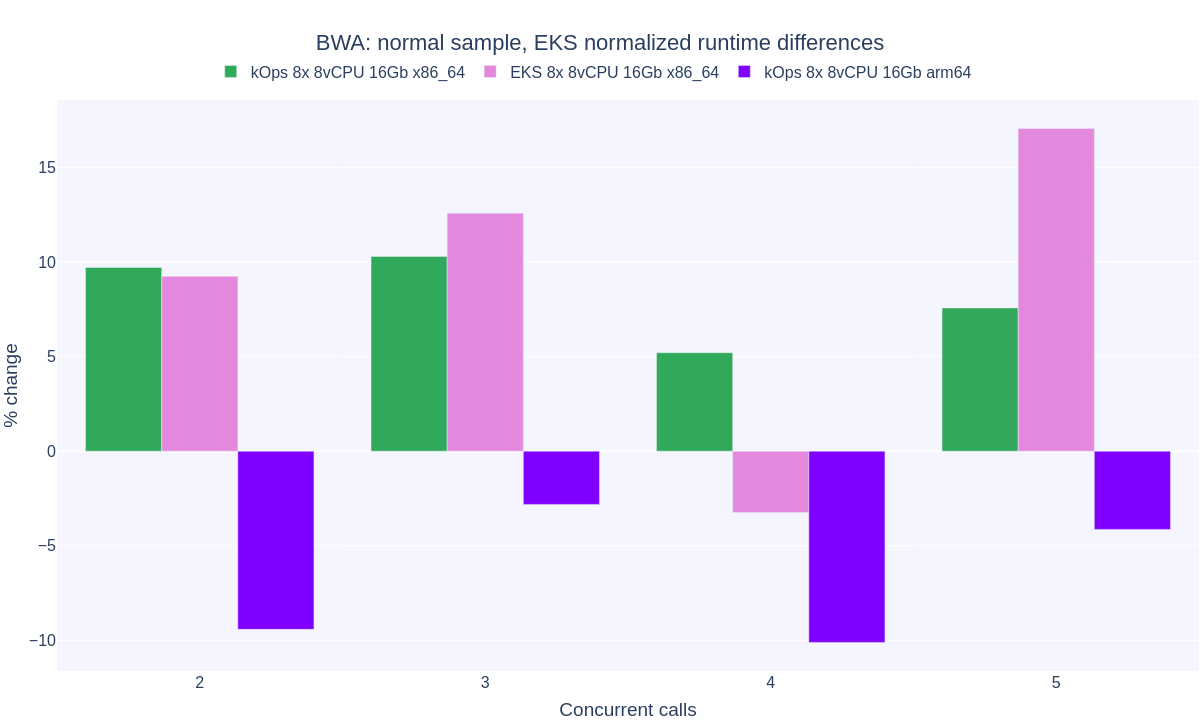 BWA: normal sample, EKS normalized runtime differences
kOps 8x 8vCPU 16Gb x86_64 EKS 8x 8vCPU 16Gb x86_64 kOps 8x 8vCPU 16Gb arm64
% change
15
10
5
0
−5
−10
2 3 4 5
Concurrent calls